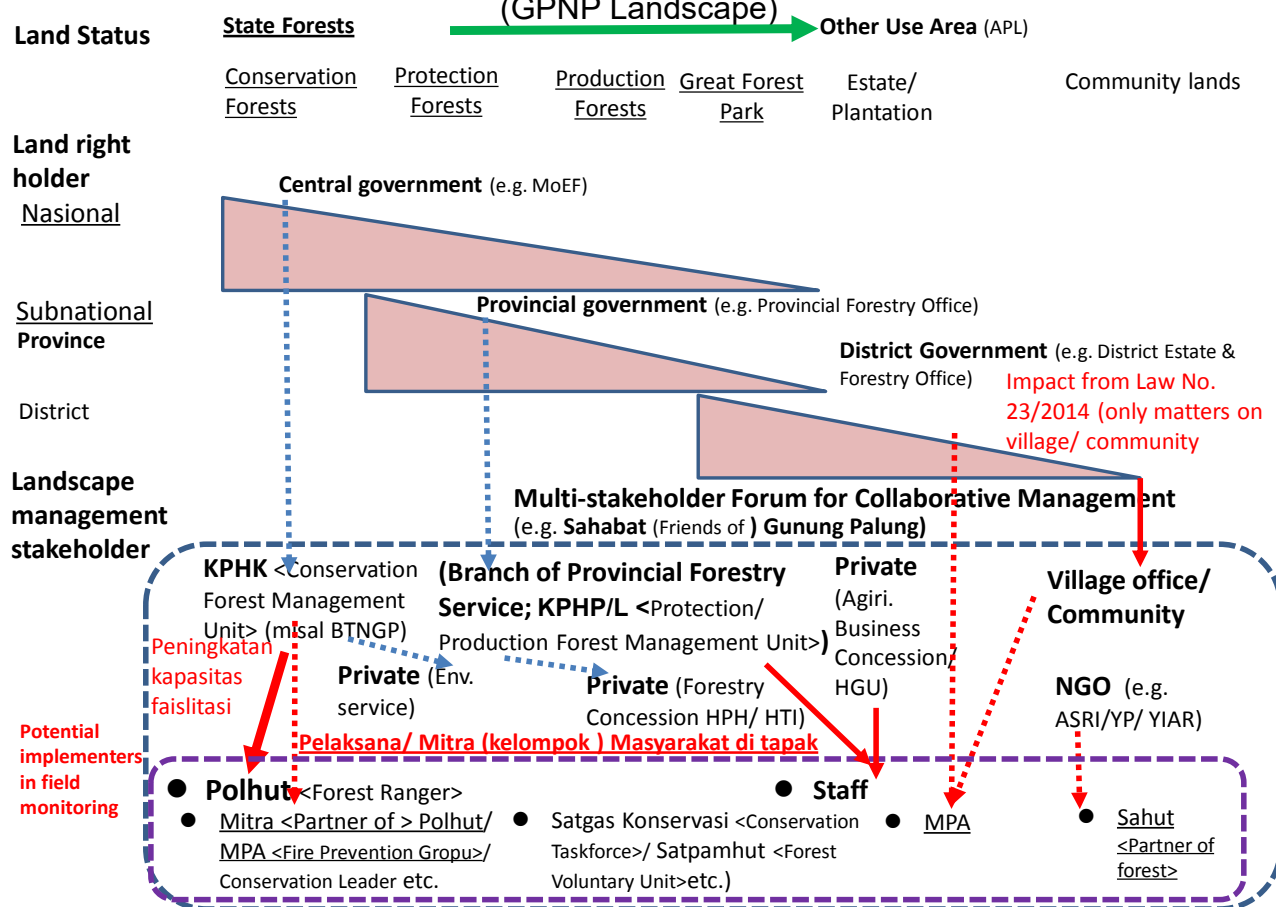 (GPNP Landscape)
Land Status
State Forests
Other Use Area (APL)
Conservation
Forests
Protection
Forests
Production
Forests
Great Forest
Park
Estate/
Plantation
Community lands
Land right
holder
Nasional
Central government (e.g. MoEF)
Subnational
Province
Provincial government (e.g. Provincial Forestry Office)
District Government (e.g. District Estate &
Forestry Office)
Impact from Law No.
23/2014 (only matters on
village/ community
District
Landscape
management
stakeholder
Multi-stakeholder Forum for Collaborative Management
(e.g. Sahabat (Friends of ) Gunung Palung)
KPHK <Conservation
Forest Management
Unit> (misal BTNGP)
(Branch of Provincial Forestry
Service; KPHP/L <Protection/
Production Forest Management Unit>)
Private
(Agiri.
Business
Concession/
HGU)
Village office/
Community
Peningkatan
kapasitas
faislitasi
Private (Env.
service)
Private (Forestry
Concession HPH/ HTI)
NGO (e.g.
ASRI/YP/ YIAR)
Potential
implementers
in field
monitoring
Pelaksana/ Mitra (kelompok ) Masyarakat di tapak
● Polhut <Forest Ranger>
● Staff
● Mitra <Partner of > Polhut/
MPA <Fire Prevention Gropu>/
Conservation Leader etc.
● Satgas Konservasi <Conservation
Taskforce>/ Satpamhut <Forest
Voluntary Unit>etc.)
● MPA
● Sahut
<Partner of
forest>